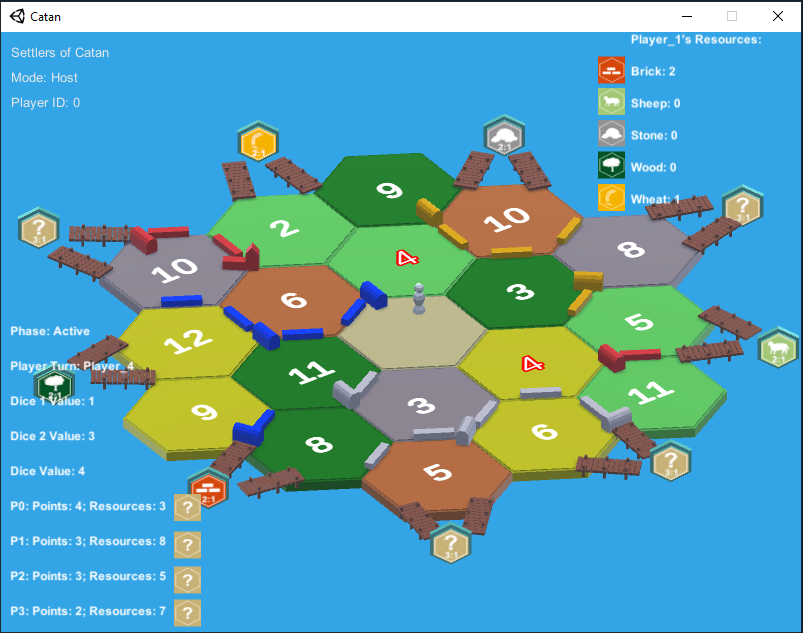 Catan
Settlers of Catan
Mode: Host
Player ID: 0
Player_1's Resources:
Brick: 2
Sheep: 0
Stone: 0
Wood: 0
Wheat: 1
2:1
2:1
3:1
3:1
9
2
10
4
8
10
6
3
5
12
11
4
2:1
2:1
3
11
9
8
6
5
3:1
2:1
3:1
Phase: Active
Player Turn: Player_4
Dice 1 Value: 1
Dice 2 Value: 3
Dice Value: 4
P0: Points: 4; Resources: 3 ?
P1: Points: 3; Resources: 8 ?
P2: Points: 3; Resources: 5 ?
P3: Points: 2; Resources: 7 ?